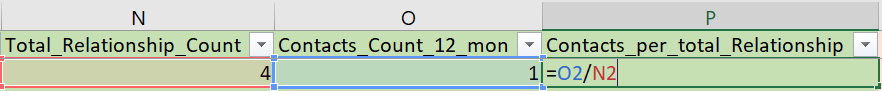 N O P
Total_Relationship_Count Contacts_Count_12_mon Contacts_per_total_Relationship
4 1 =O2/N2